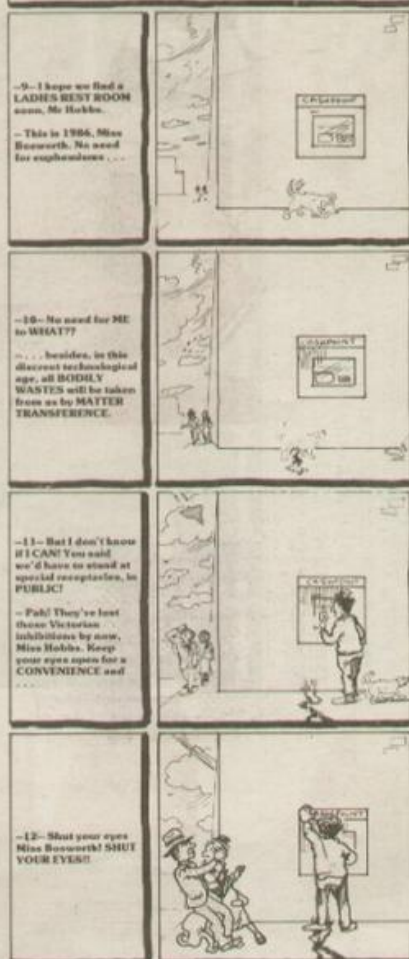 –9– I hope we find a
LADIES REST ROOM
soon, Mr Hobbs.
– This is 1986, Miss
Bosworth. No need
for euphemisms . . .
CASHPOINT
–10– No need for ME
to WHAT??
– . . . besides, in this
discreet technological
age, all BODILY
WASTES will be taken
from us by MATTER
TRANSFERENCE.
CASHPOINT
–11– But I don't know
if I CAN! You said
we'd have to stand at
special receptacles, in
PUBLIC!
– Pah! They've lost
those Victorian
inhibitions by now,
Miss Hobbs. Keep
your eyes open for a
CONVENIENCE and
. . .
CASHPOINT
–12– Shut your eyes
Miss Bosworth! SHUT
YOUR EYES!!